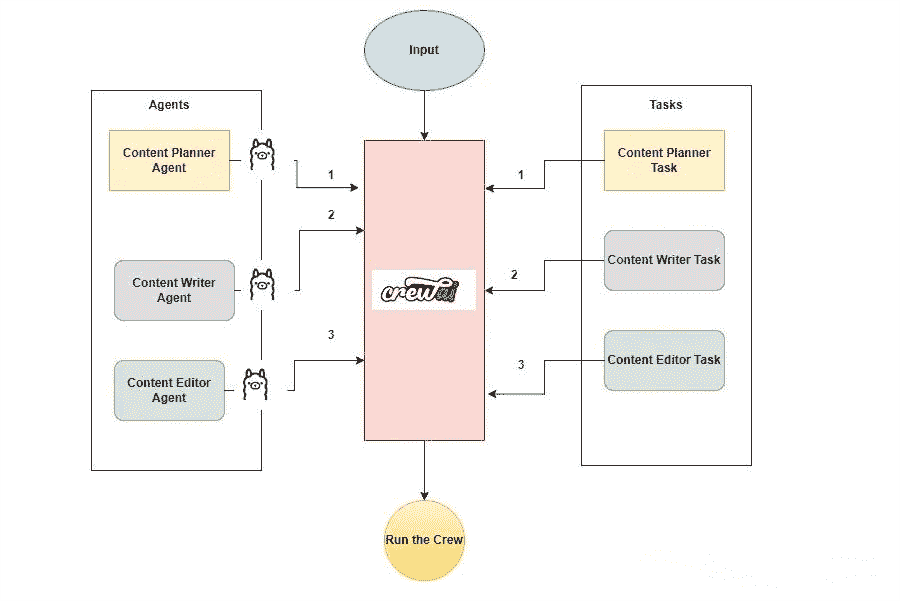 Input
Agents
Content Planner
Agent
1
2
Content Writer
Agent
3
Content Editor
Agent
crewai
Tasks
1
Content Planner
Task
2
Content Writer Task
3
Content Editor Task
Run the Crew